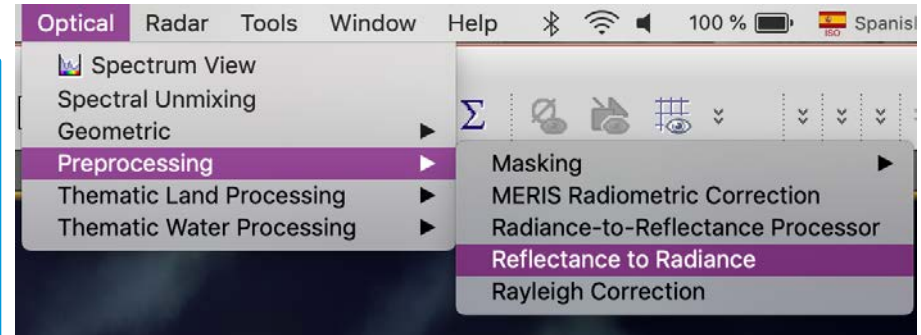 Optical Radar Tools Window Help 100 % ISO
Spectrum View
Spectral Unmixing
Geometric
Preprocessing
Thematic Land Processing
Thematic Water Processing
Σ
Masking
MERIS Radiometric Correction
Radiance-to-Reflectance Processor
Reflectance to Radiance
Rayleigh Correction